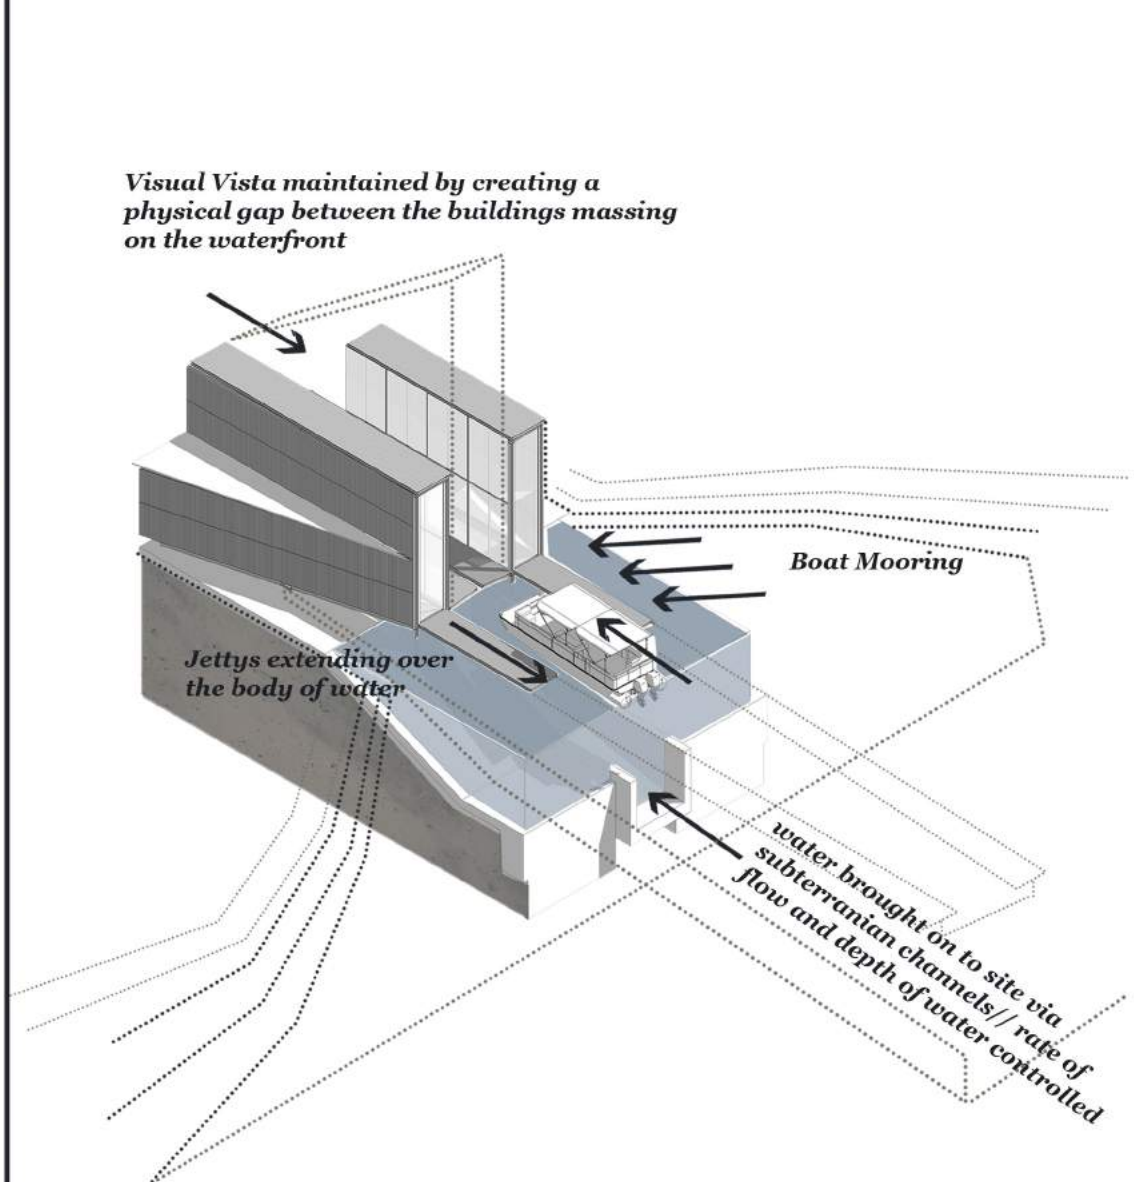 Visual Vista maintained by creating a
physical gap between the buildings massing
on the waterfront
Boat Mooring
Jettys extending over
the body of water
water brought on to site via
subterranian channels// rate of
flow and depth of water controlled